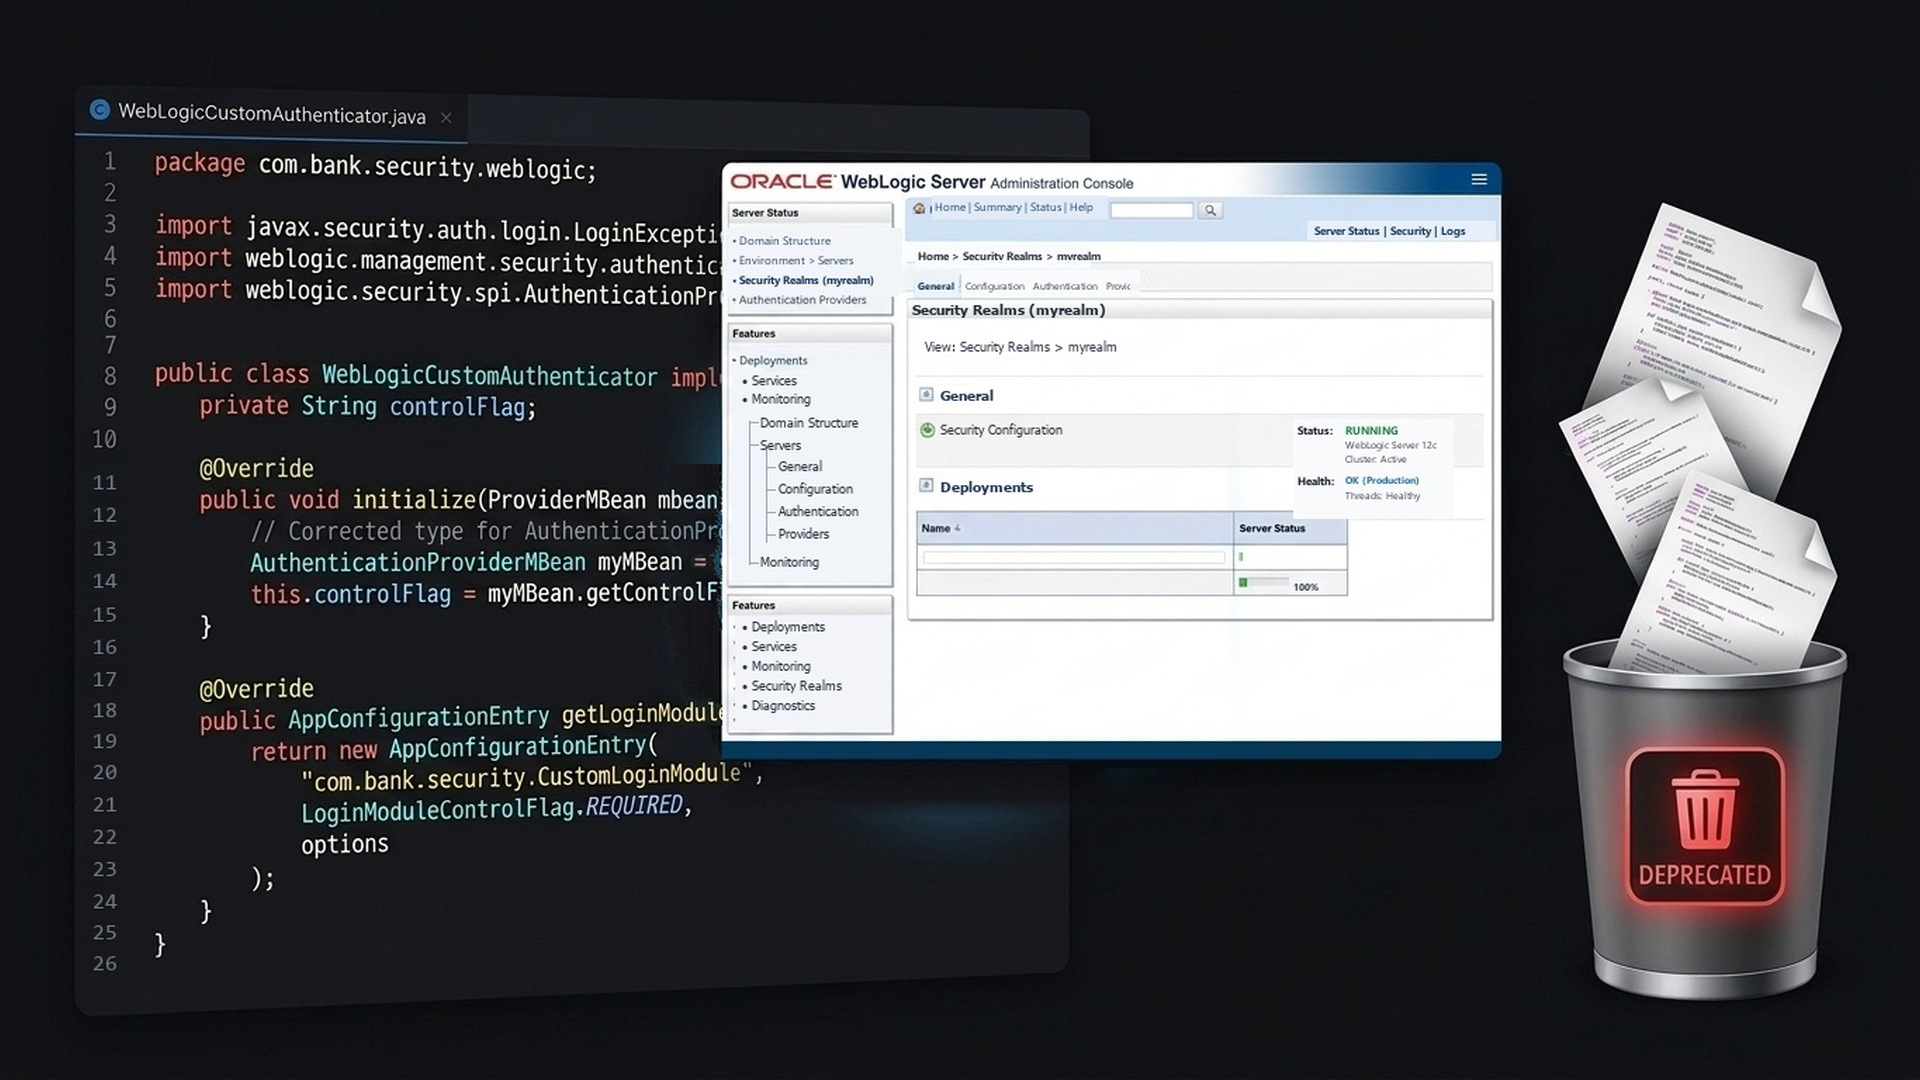 WebLogicCustomAuthenticator.java
1 package com.bank.security.weblogic;
2
3 import javax.security.auth.login.LoginExcepti
4 import weblogic.management.security.authentic
5 import weblogic.security.spi.AuthenticationPr
6
7
8 public class WebLogicCustomAuthenticator impl
9 private String controlFlag;
10
11 @Override
12 public void initialize(ProviderMBean mbean
13 // Corrected type for AuthenticationPr
14 AuthenticationProviderMBean myMBean =
15 this.controlFlag = myMBean.getControlF
16 }
17
18 @Override
19 public AppConfigurationEntry getLoginModule
20 return new AppConfigurationEntry(
21 "com.bank.security.CustomLoginModule",
22 LoginModuleControlFlag.REQUIRED,
23 options
24 );
25 }
26 }
ORACLE WebLogic Server Administration Console
Server Status
• Domain Structure
• Environment > Servers
• Security Realms (myrealm)
• Authentication Providers
Features
• Deployments
• Services
• Monitoring
Domain Structure
Servers
General
Configuration
Authentication
Providers
Monitoring
Features
• Deployments
• Services
• Monitoring
• Security Realms
• Diagnostics
Home | Summary | Status | Help
Server Status | Security | Logs
Home > Security Realms > myrealm
General Configuration Authentication Provic
Security Realms (myrealm)
View: Security Realms > myrealm
General
Security Configuration
Status: RUNNING
WebLogic Server 12c
Cluster: Active
Health: OK (Production)
Threads: Healthy
Deployments
Name Server Status
100%
DEPRECATED